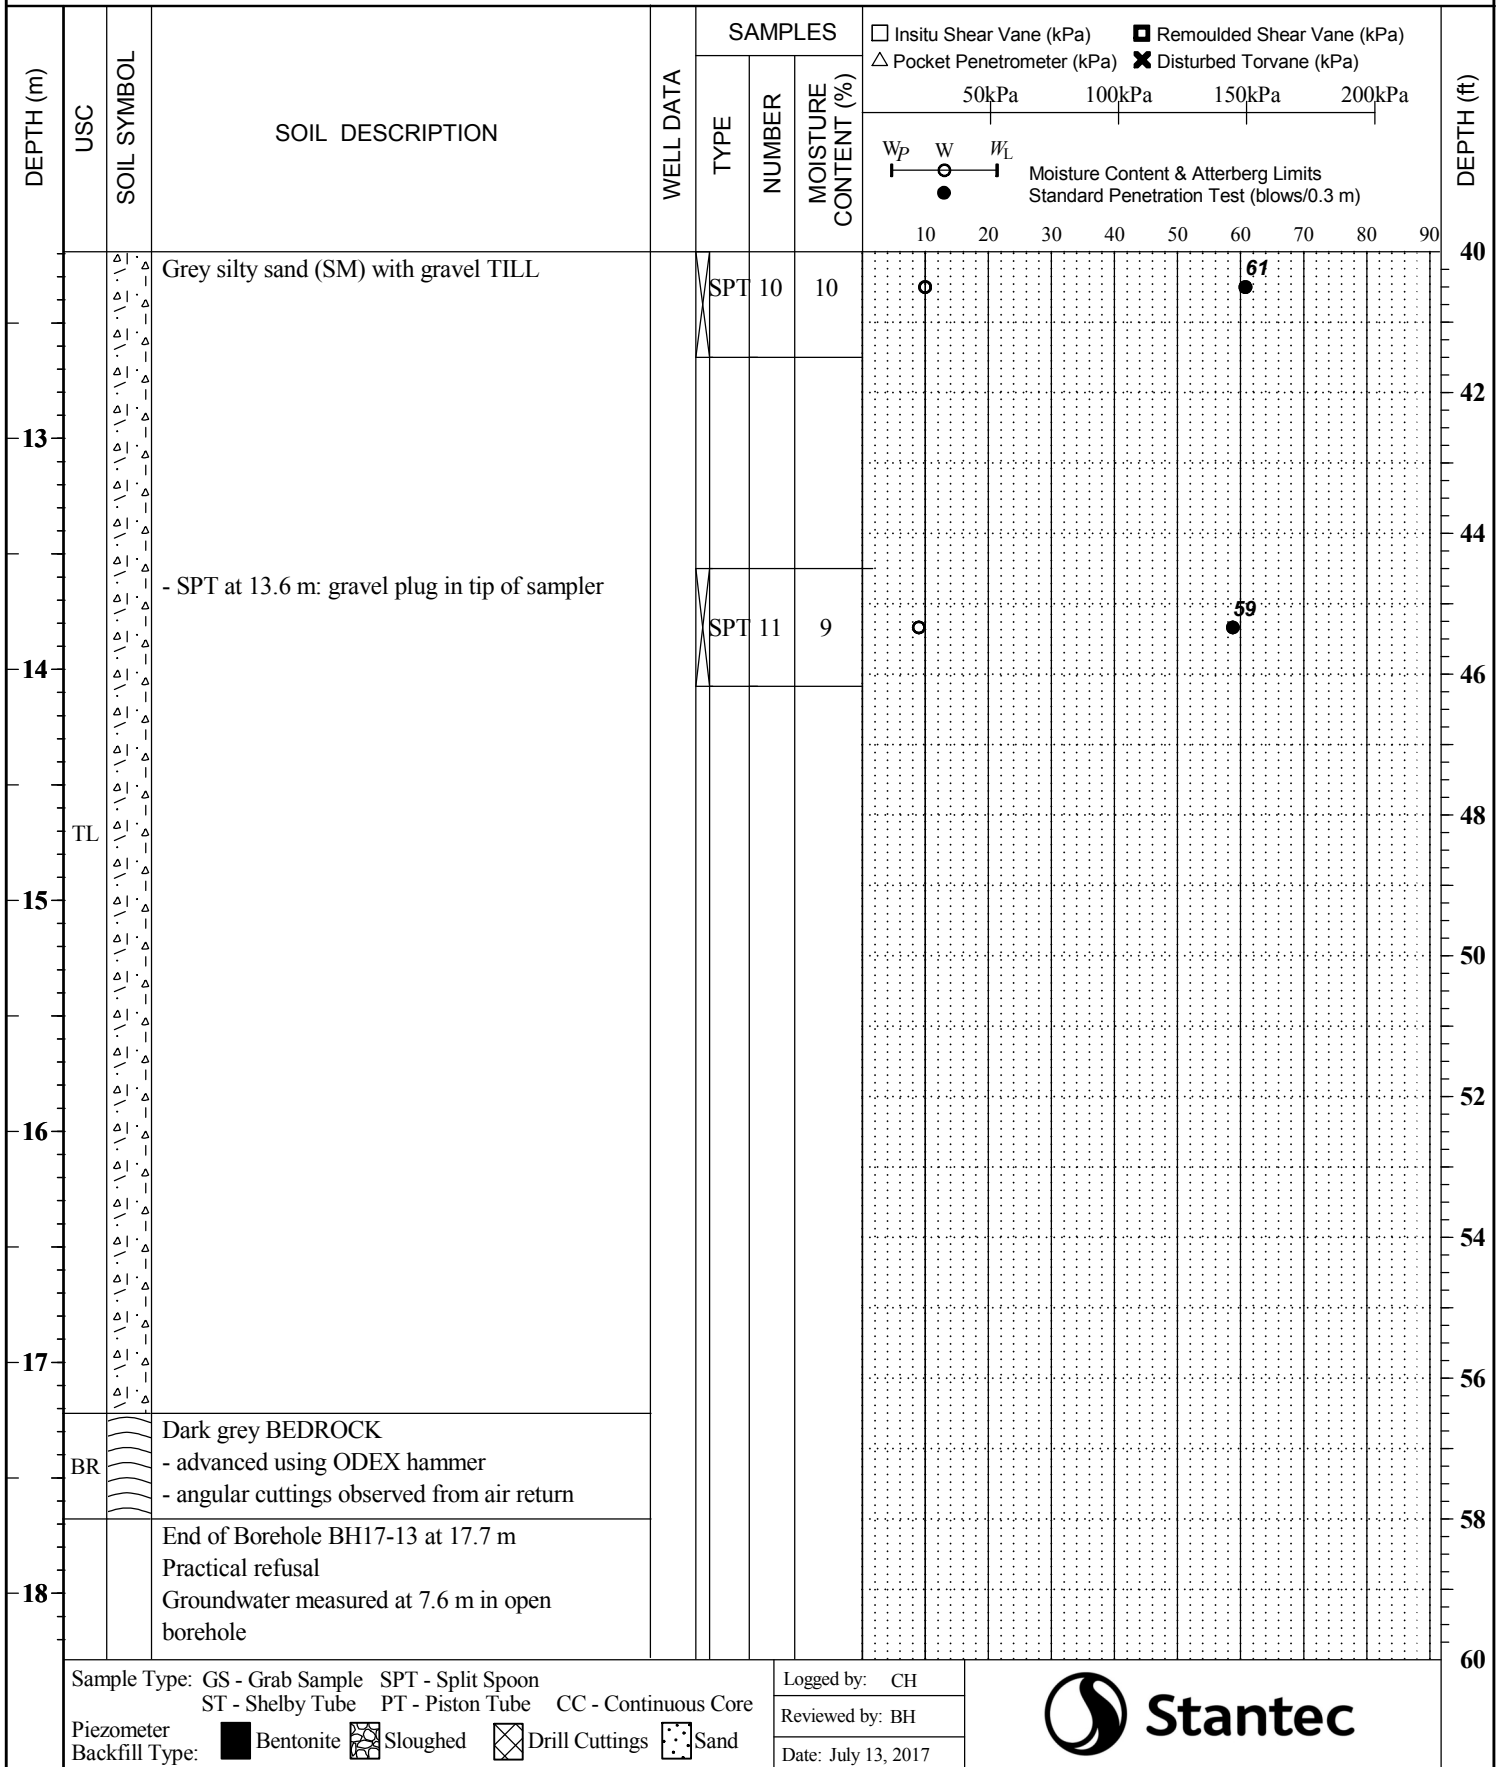 DEPTH (m)
USC
SOIL SYMBOL
SOIL DESCRIPTION
WELL DATA
SAMPLES
TYPE
NUMBER
MOISTURE CONTENT (%)
Insitu Shear Vane (kPa)
Remoulded Shear Vane (kPa)
Pocket Penetrometer (kPa)
Disturbed Torvane (kPa)
50kPa 100kPa 150kPa 200kPa
WP W WL
Moisture Content & Atterberg Limits
Standard Penetration Test (blows/0.3 m)
10 20 30 40 50 60 70 80 90
DEPTH (ft)
40
Grey silty sand (SM) with gravel TILL
SPT 10 10
61
42
13
44
- SPT at 13.6 m: gravel plug in tip of sampler
SPT 11 9
59
14
46
TL
48
15
50
52
16
54
17
56
Dark grey BEDROCK
BR
- advanced using ODEX hammer
- angular cuttings observed from air return
58
End of Borehole BH17-13 at 17.7 m
Practical refusal
18
Groundwater measured at 7.6 m in open
borehole
60
Sample Type: GS - Grab Sample SPT - Split Spoon
ST - Shelby Tube PT - Piston Tube CC - Continuous Core
Piezometer
Backfill Type:
Bentonite Sloughed Drill Cuttings Sand
Logged by: CH
Reviewed by: BH
Date: July 13, 2017
Stantec